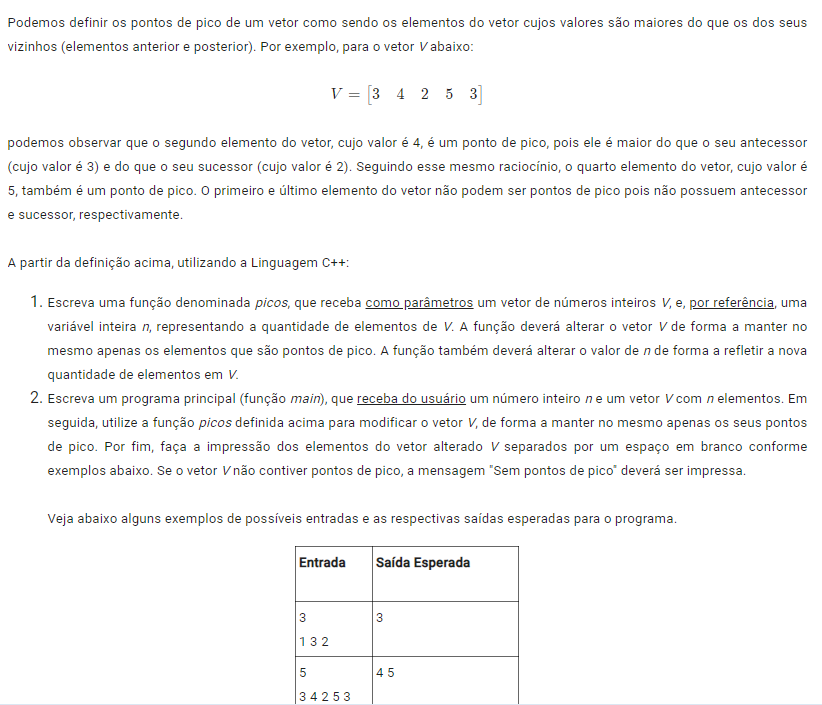 Podemos definir os pontos de pico de um vetor como sendo os elementos do vetor cujos valores são maiores do que os dos seus
vizinhos (elementos anterior e posterior). Por exemplo, para o vetor V abaixo:
V = [3 4 2 5 3]
podemos observar que o segundo elemento do vetor, cujo valor é 4, é um ponto de pico, pois ele é maior do que o seu antecessor
(cujo valor é 3) e do que o seu sucessor (cujo valor é 2). Seguindo esse mesmo raciocínio, o quarto elemento do vetor, cujo valor é
5, também é um ponto de pico. O primeiro e último elemento do vetor não podem ser pontos de pico pois não possuem antecessor
e sucessor, respectivamente.
A partir da definição acima, utilizando a Linguagem C++:
1. Escreva uma função denominada picos, que receba como parâmetros um vetor de números inteiros V, e, por referência, uma
variável inteira n, representando a quantidade de elementos de V. A função deverá alterar o vetor V de forma a manter no
mesmo apenas os elementos que são pontos de pico. A função também deverá alterar o valor de n de forma a refletir a nova
quantidade de elementos em V.
2. Escreva um programa principal (função main), que receba do usuário um número inteiro n e um vetor V com n elementos. Em
seguida, utilize a função picos definida acima para modificar o vetor V, de forma a manter no mesmo apenas os seus pontos
de pico. Por fim, faça a impressão dos elementos do vetor alterado V separados por um espaço em branco conforme
exemplos abaixo. Se o vetor V não contiver pontos de pico, a mensagem "Sem pontos de pico" deverá ser impressa.
Veja abaixo alguns exemplos de possíveis entradas e as respectivas saídas esperadas para o programa.
Entrada Saída Esperada
3 3
1 3 2
5 4 5
3 4 2 5 3